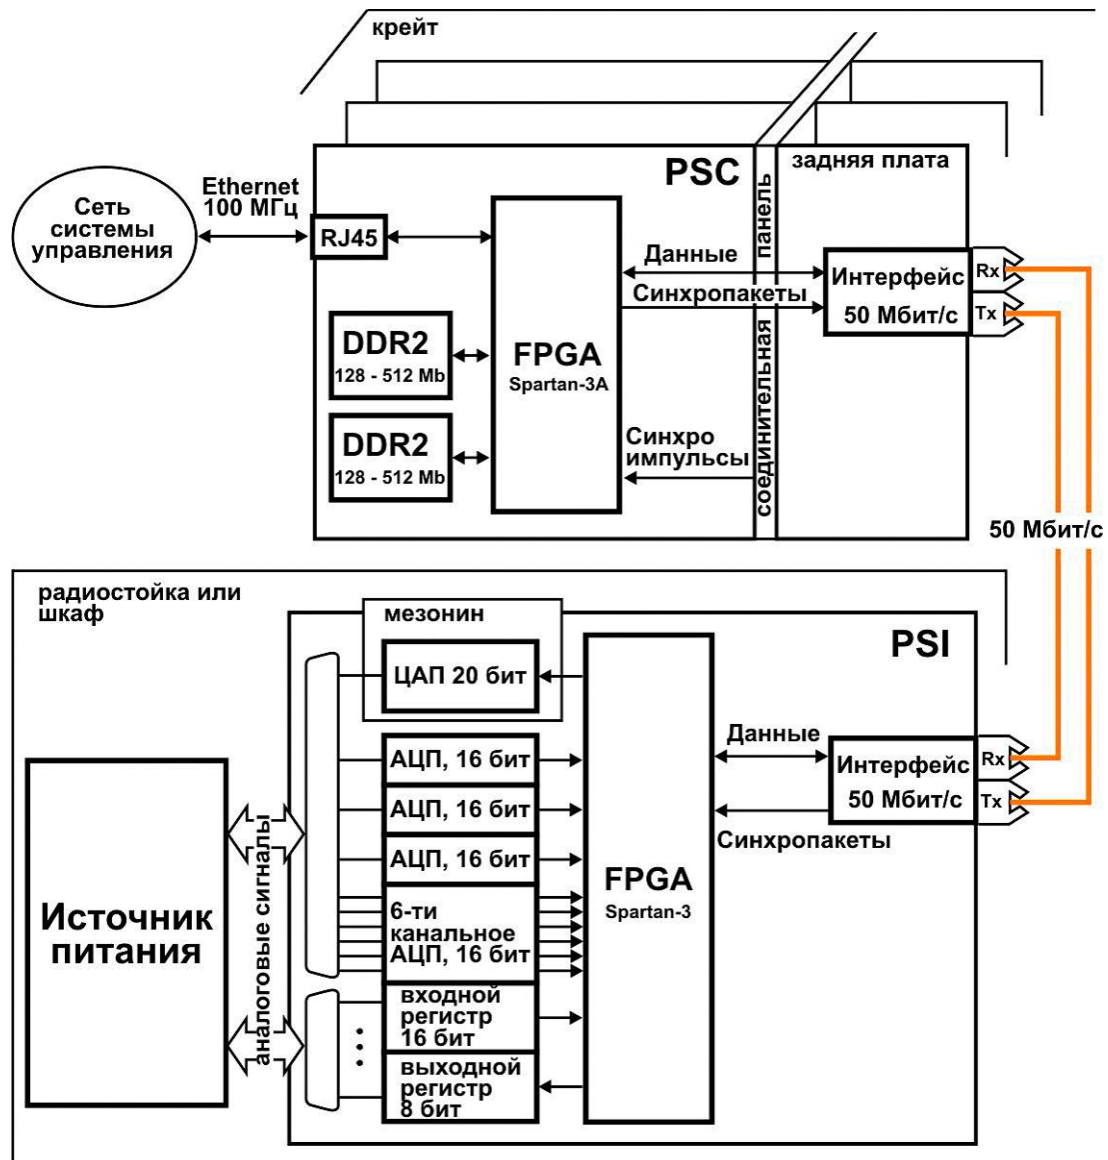 крейт
PSC
задняя плата
Ethernet
100 МГц
Сеть
системы
управления
RJ45
Данные
Синхропакеты
соединительная панель
Интерфейс
50 Мбит/с
Rx
Tx
DDR2
128 - 512 Mb
FPGA
Spartan-3A
DDR2
128 - 512 Mb
Синхро
импульсы
50 Мбит/с
радиостойка или
шкаф
мезонин
PSI
ЦАП 20 бит
АЦП, 16 бит
АЦП, 16 бит
АЦП, 16 бит
6-ти
канальное
АЦП, 16 бит
входной
регистр
16 бит
выходной
регистр
8 бит
FPGA
Spartan-3
Данные
Синхропакеты
Интерфейс
50 Мбит/с
Rx
Tx
Источник
питания
аналоговые сигналы